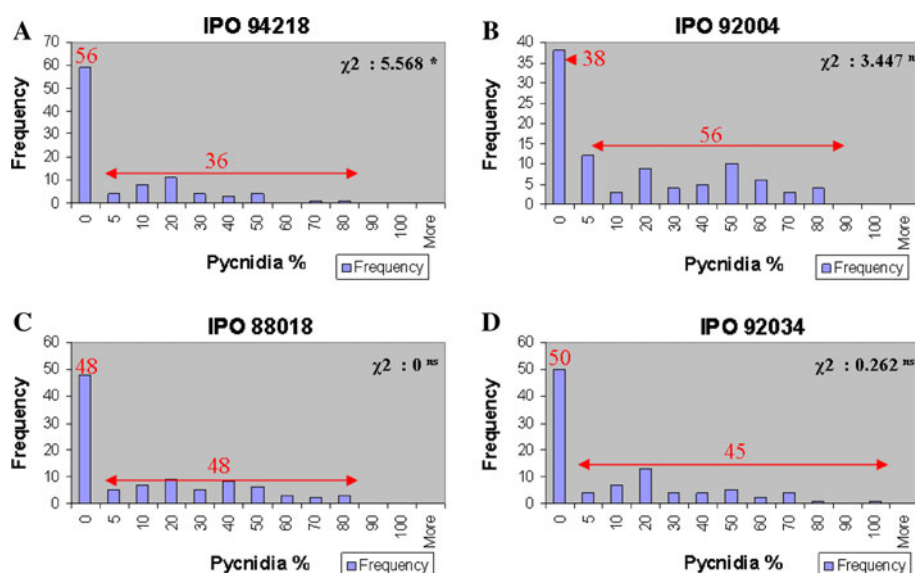 A
IPO 94218
χ2 : 5.568 *
Frequency
70
60
50
40
30
20
10
0
56
36
0 5 10 20 30 40 50 60 70 80 90 100 More
Pycnidia %
Frequency
B
IPO 92004
χ2 : 3.447 n
Frequency
40
35
30
25
20
15
10
5
0
38
56
0 5 10 20 30 40 50 60 70 80 90 100 More
Pycnidia %
Frequency
C
IPO 88018
χ2 : 0 ns
Frequency
60
50
40
30
20
10
0
48
48
0 5 10 20 30 40 50 60 70 80 90 100 More
Pycnidia %
Frequency
D
IPO 92034
χ2 : 0.262 ns
Frequency
60
50
40
30
20
10
0
50
45
0 5 10 20 30 40 50 60 70 80 90 100 More
Pycnidia %
Frequency